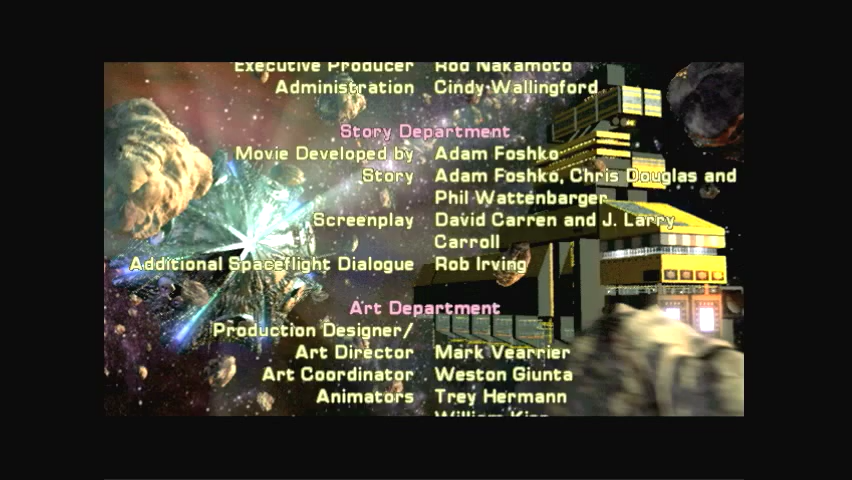 Executive Producer Rod Nakamoto
Administration Cindy Wallingford
Story Department
Movie Developed by Adam Foshko
Story Adam Foshko, Chris Douglas and
Phil Wattenbarger
Screenplay David Carren and J. Larry
Carroll
Additional Spaceflight Dialogue Rob Irving
Art Department
Production Designer/
Art Director Mark Vearrier
Art Coordinator Weston Giunta
Animators Trey Hermann
William